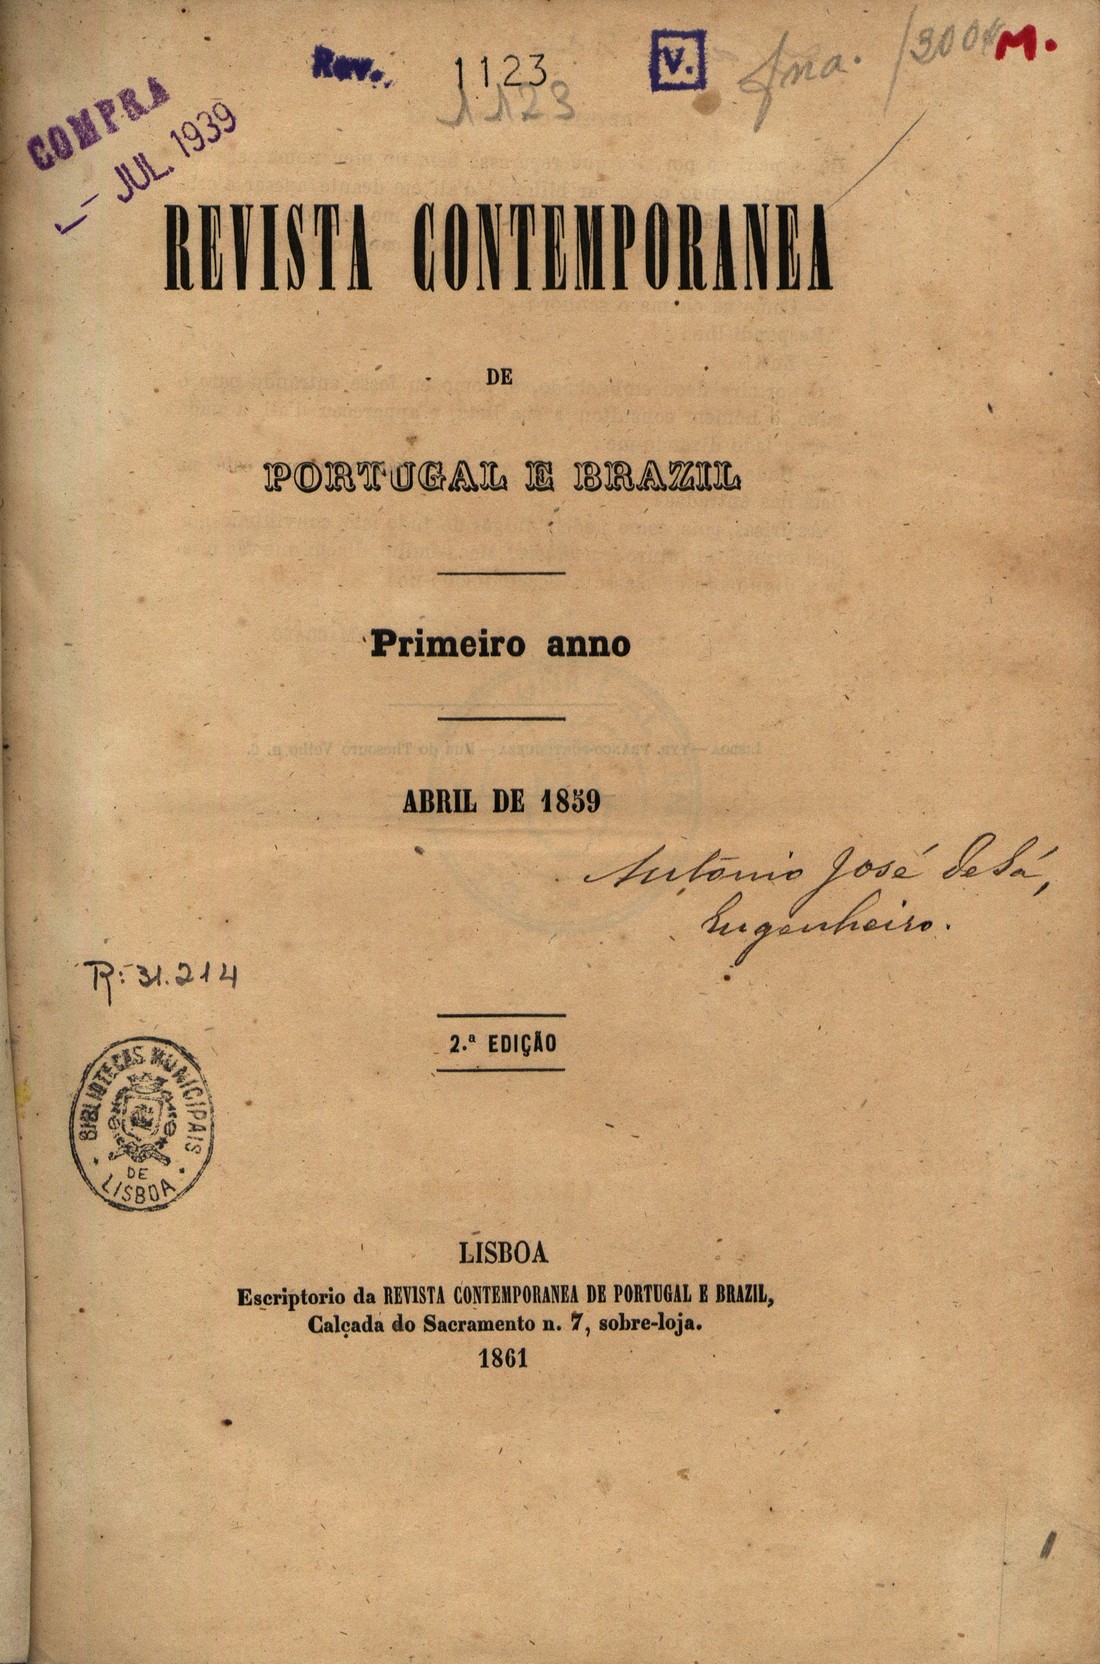 COMPRA
- JUL. 1939
Rev.
1123
1123
V.
M.
REVISTA CONTEMPORANEA
DE
PORTUGAL E BRAZIL
Primeiro anno
ABRIL DE 1859
António José de Sá,
Engenheiro.
R: 31.214
2.ª EDIÇÃO
BIBLIOTECAS MUNICIPAIS
DE
LISBOA
LISBOA
Escriptorio da REVISTA CONTEMPORANEA DE PORTUGAL E BRAZIL,
Calçada do Sacramento n. 7, sobre-loja.
1861